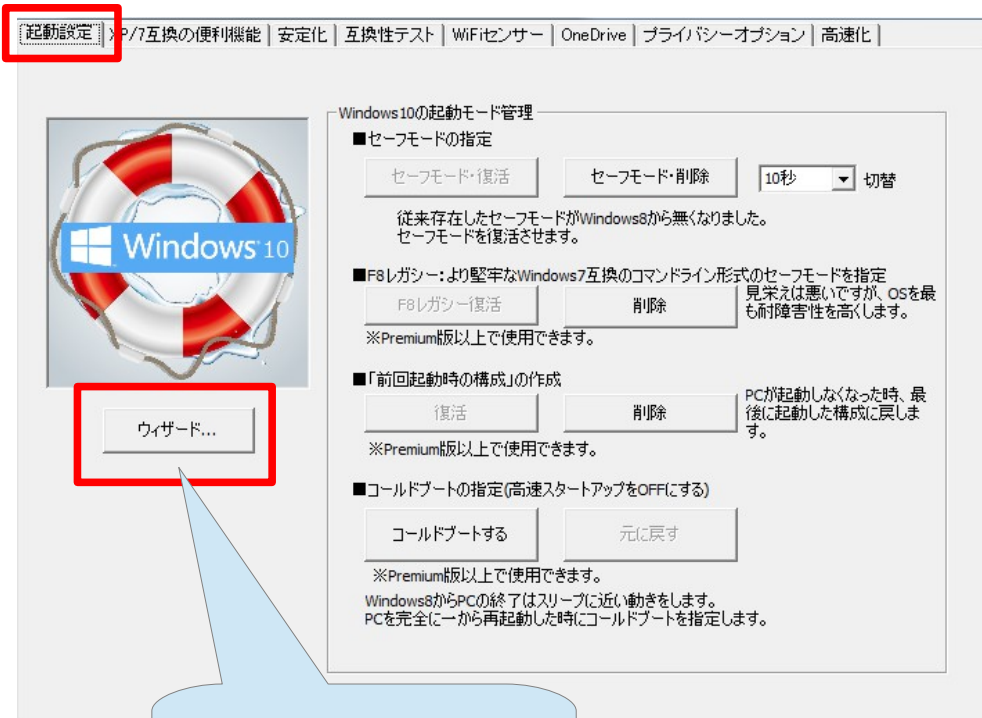 起動設定 XP/7互換の便利機能 安定化 互換性テスト WiFiセンサー OneDrive プライバシーオプション 高速化
Windows10の起動モード管理
■セーフモードの指定
セーフモード・復活 セーフモード・削除 10秒 切替
従来存在したセーフモードがWindows8から無くなりました。
セーフモードを復活させます。
Windows 10
■F8レガシー：より堅牢なWindows7互換のコマンドライン形式のセーフモードを指定
F8レガシー復活 削除
見栄えは悪いですが、OSを最
も耐障害性を高くします。
※Premium版以上で使用できます。
■「前回起動時の構成」の作成
復活 削除
PCが起動しなくなった時、最
後に起動した構成に戻しま
す。
※Premium版以上で使用できます。
ウィザード...
■コールドブートの指定(高速スタートアップをOFFにする)
コールドブートする 元に戻す
※Premium版以上で使用できます。
Windows8からPCの終了はスリープに近い動きをします。
PCを完全に一から再起動した時にコールドブートを指定します。